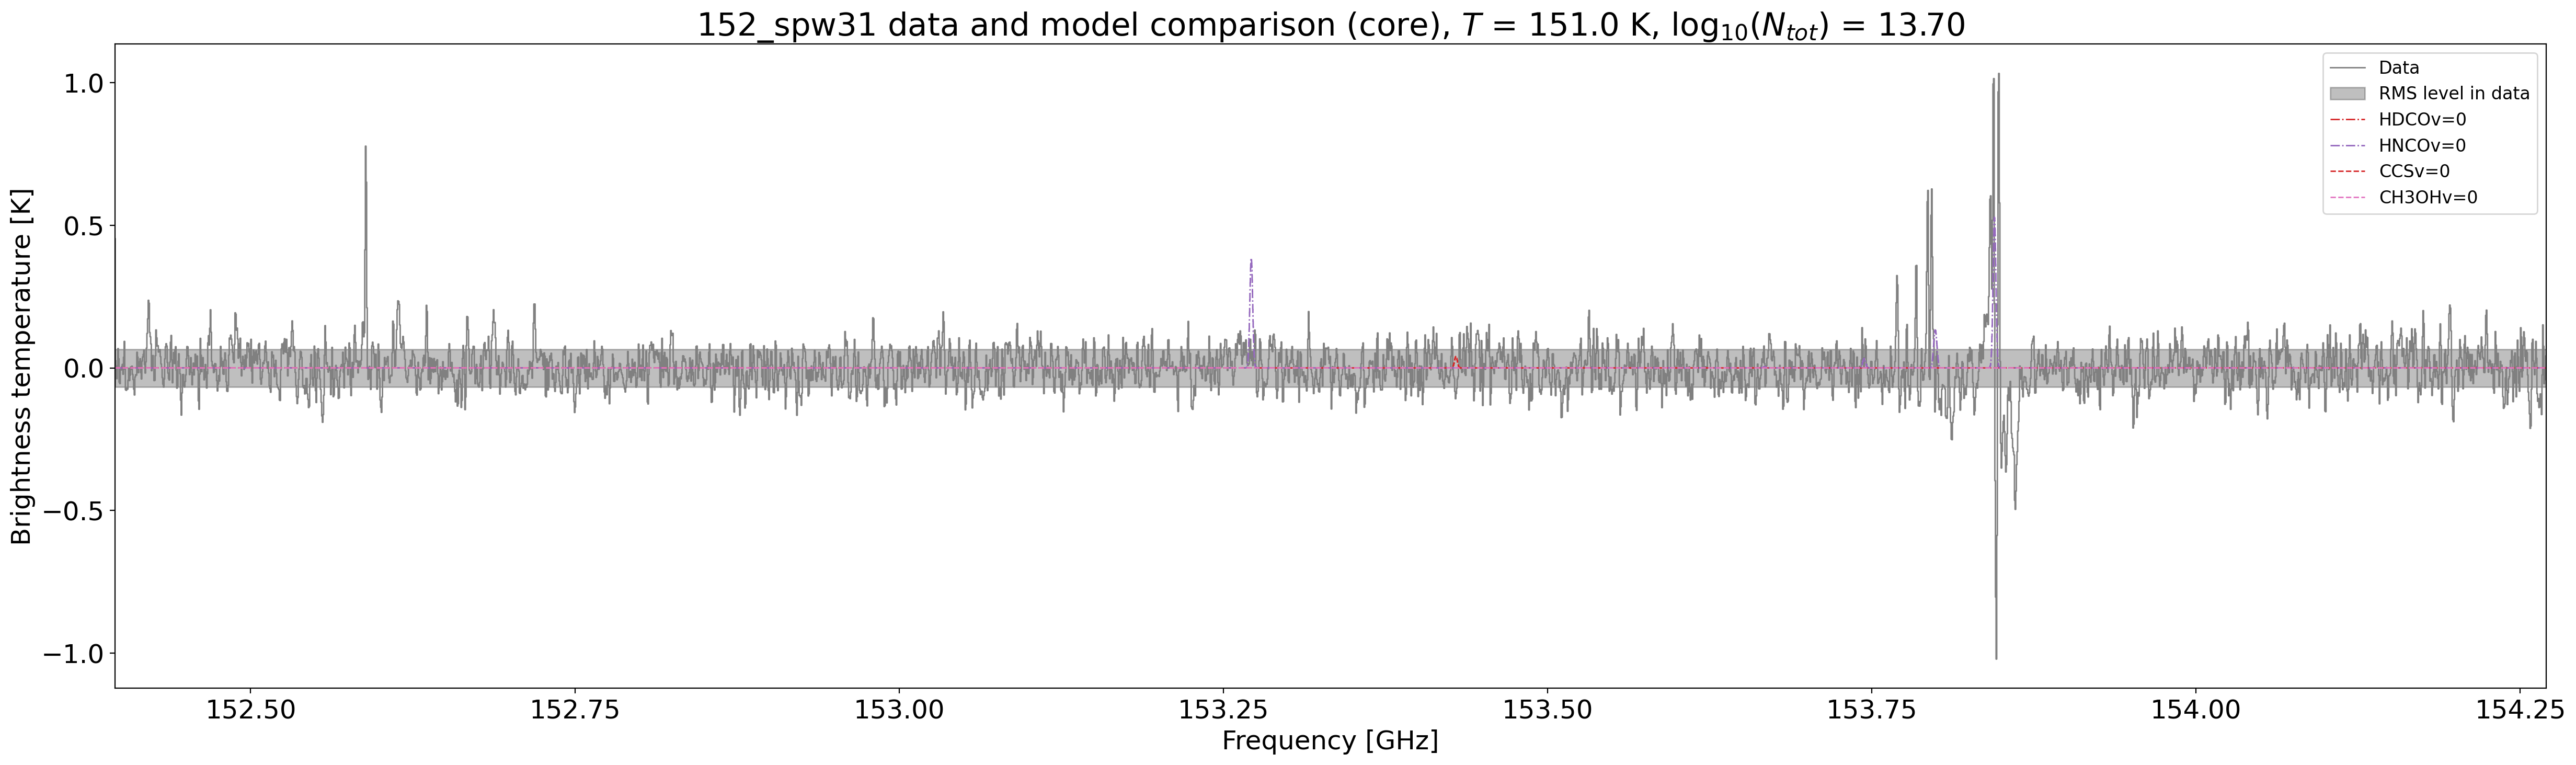 152_spw31 data and model comparison (core), T = 151.0 K, log₁₀(Nₜₒₜ) = 13.70
1.0
0.5
0.0
−0.5
−1.0
Brightness temperature [K]
Data
RMS level in data
HDCOv=0
HNCOv=0
CCSv=0
CH3OHv=0
152.50 152.75 153.00 153.25 153.50 153.75 154.00 154.25
Frequency [GHz]